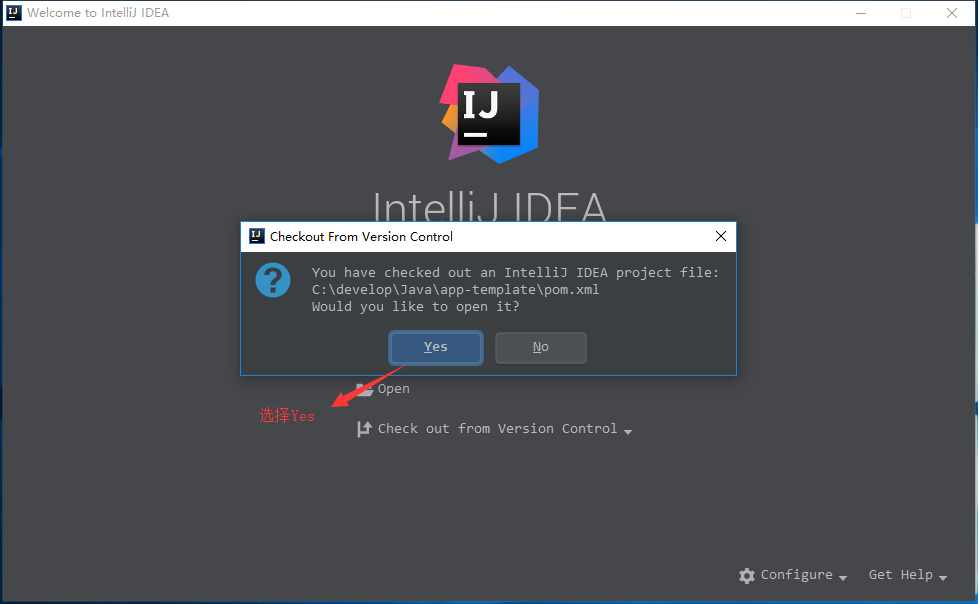 IJ Welcome to IntelliJ IDEA
IJ
IntelliJ IDEA
IJ Checkout From Version Control
You have checked out an IntelliJ IDEA project file:
C:\develop\Java\app-template\pom.xml
Would you like to open it?
Yes No
Open
选择Yes
Check out from Version Control
Configure Get Help